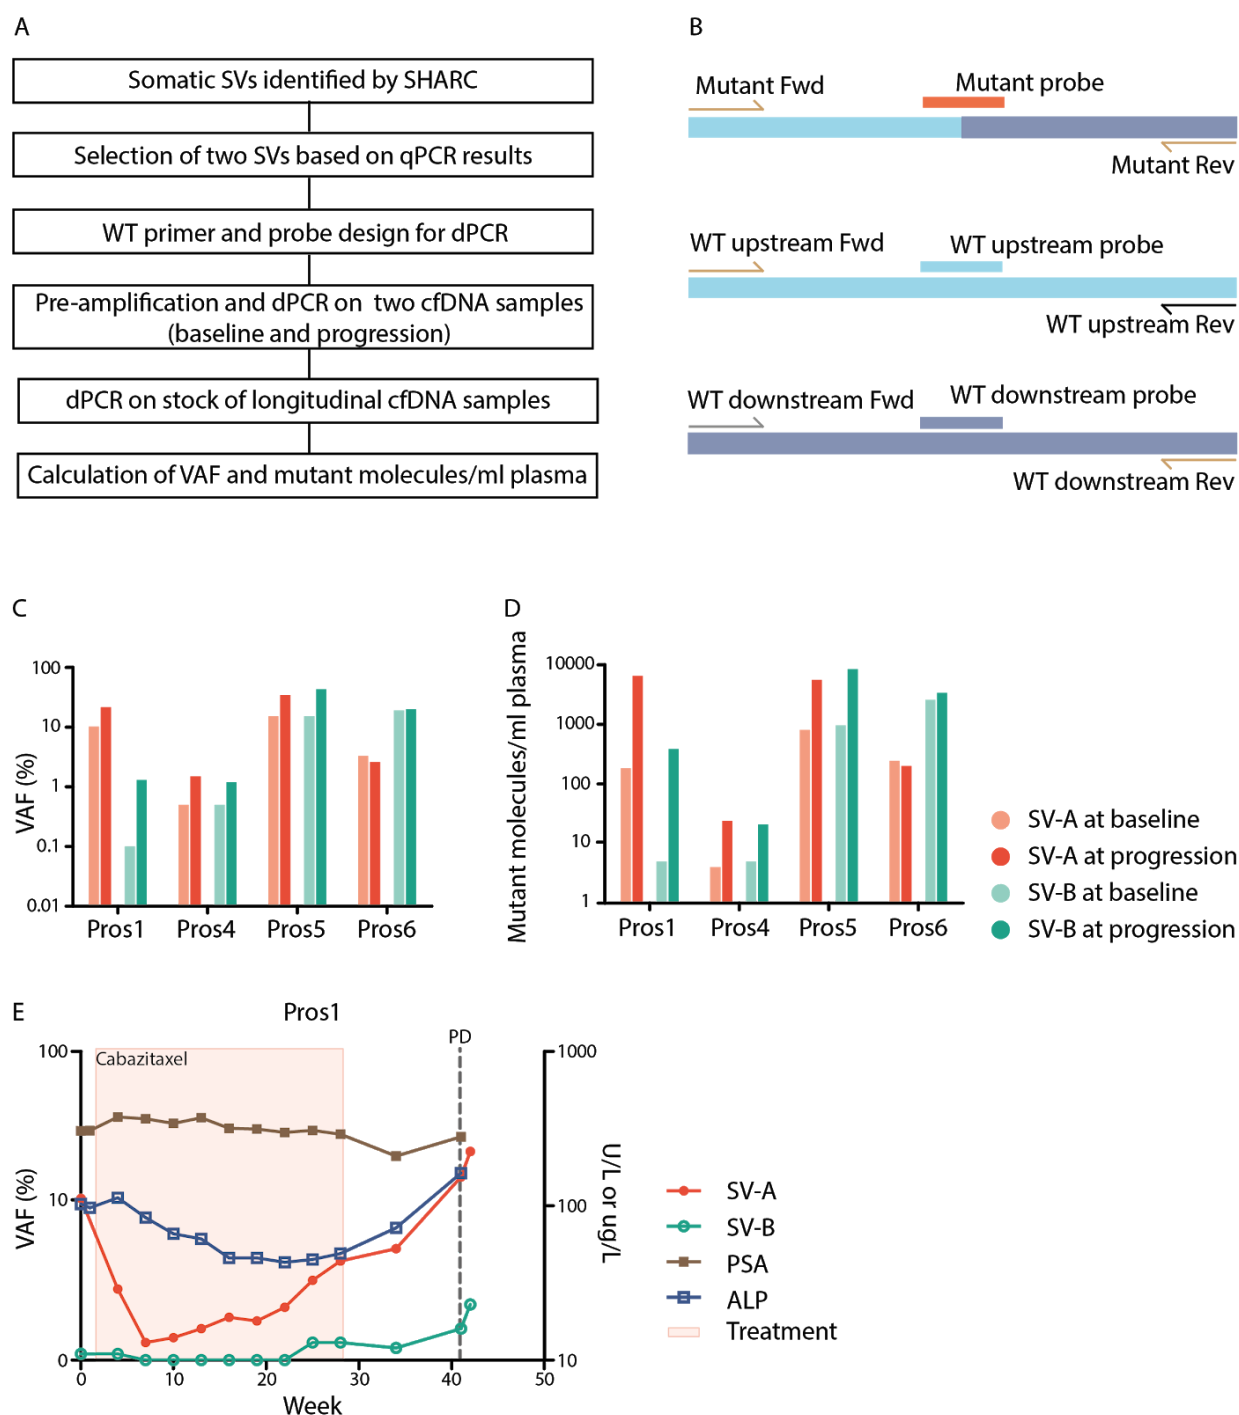 A
Somatic SVs identified by SHARC
Selection of two SVs based on qPCR results
WT primer and probe design for dPCR
Pre-amplification and dPCR on two cfDNA samples
(baseline and progression)
dPCR on stock of longitudinal cfDNA samples
Calculation of VAF and mutant molecules/ml plasma
B
Mutant Fwd
Mutant probe
Mutant Rev
WT upstream Fwd
WT upstream probe
WT upstream Rev
WT downstream Fwd
WT downstream probe
WT downstream Rev
C
VAF (%)
100
10
1
0.1
0.01
Pros1 Pros4 Pros5 Pros6
D
Mutant molecules/ml plasma
10000
1000
100
10
1
Pros1 Pros4 Pros5 Pros6
SV-A at baseline
SV-A at progression
SV-B at baseline
SV-B at progression
E
Pros1
PD
Cabazitaxel
VAF (%)
100
10
0
1000
100
10
U/L or ug/L
0 10 20 30 40 50
Week
SV-A
SV-B
PSA
ALP
Treatment